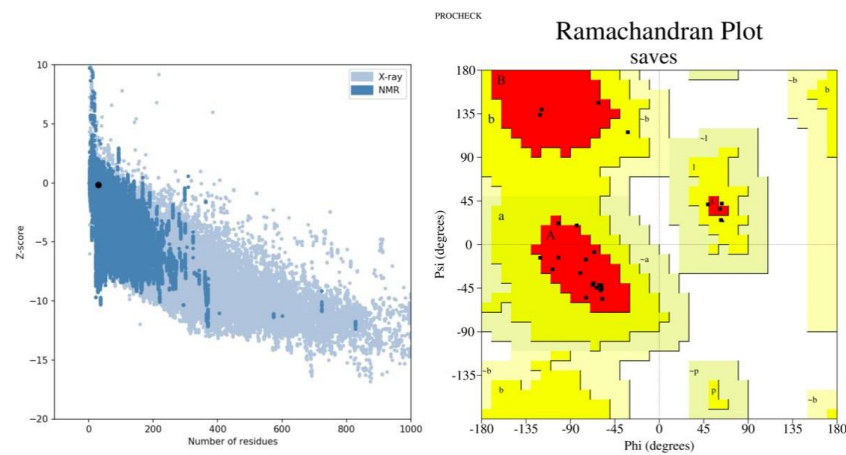 PROCHECK
Ramachandran Plot
saves
10
5
0
−5
−10
−15
−20
Z-score
0
200
400
600
800
1000
Number of residues
X-ray
NMR
180
135
90
45
0
-45
-90
-135
Psi (degrees)
B
b
~b
~b
b
~l
l
a
A
~a
~b
b
~p
p
~b
-180
-135
-90
-45
0
45
90
135
180
Phi (degrees)